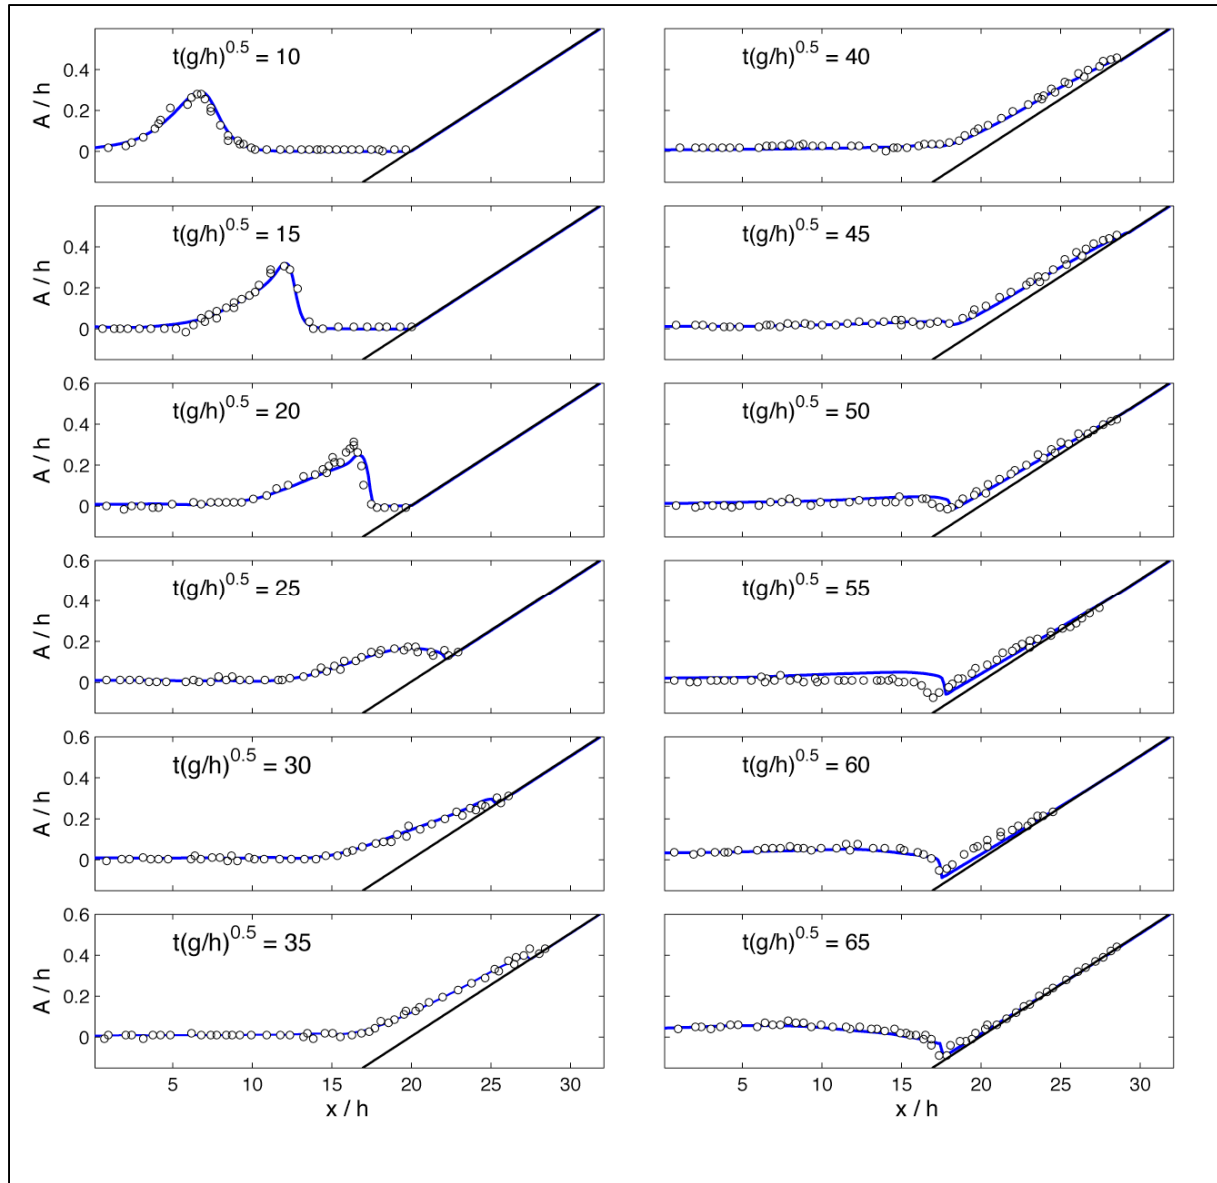 t(g/h)^0.5 = 10
A / h
0.4
0.2
0
t(g/h)^0.5 = 40
t(g/h)^0.5 = 15
A / h
0.4
0.2
0
t(g/h)^0.5 = 45
0.6
t(g/h)^0.5 = 20
A / h
0.4
0.2
0
t(g/h)^0.5 = 50
0.6
t(g/h)^0.5 = 25
A / h
0.4
0.2
0
t(g/h)^0.5 = 55
0.6
t(g/h)^0.5 = 30
A / h
0.4
0.2
0
t(g/h)^0.5 = 60
0.6
t(g/h)^0.5 = 35
A / h
0.4
0.2
0
5 10 15 20 25 30
x / h
t(g/h)^0.5 = 65
5 10 15 20 25 30
x / h